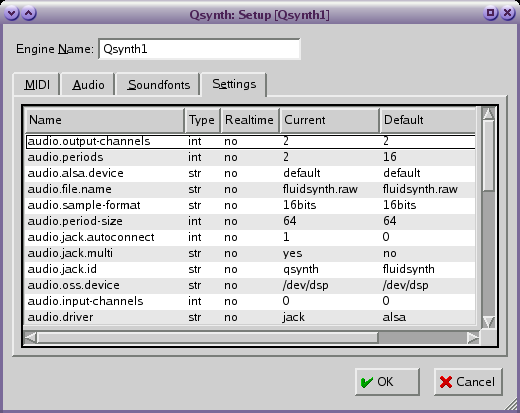 Qsynth: Setup [Qsynth1]
Engine Name: Qsynth1
MIDI Audio Soundfonts Settings
Name Type Realtime Current Default
audio.output-channels int no 2 2
audio.periods int no 2 16
audio.alsa.device str no default default
audio.file.name str no fluidsynth.raw fluidsynth.raw
audio.sample-format str no 16bits 16bits
audio.period-size int no 64 64
audio.jack.autoconnect int no 1 0
audio.jack.multi str no yes no
audio.jack.id str no qsynth fluidsynth
audio.oss.device str no /dev/dsp /dev/dsp
audio.input-channels int no 0 0
audio.driver str no jack alsa
OK Cancel